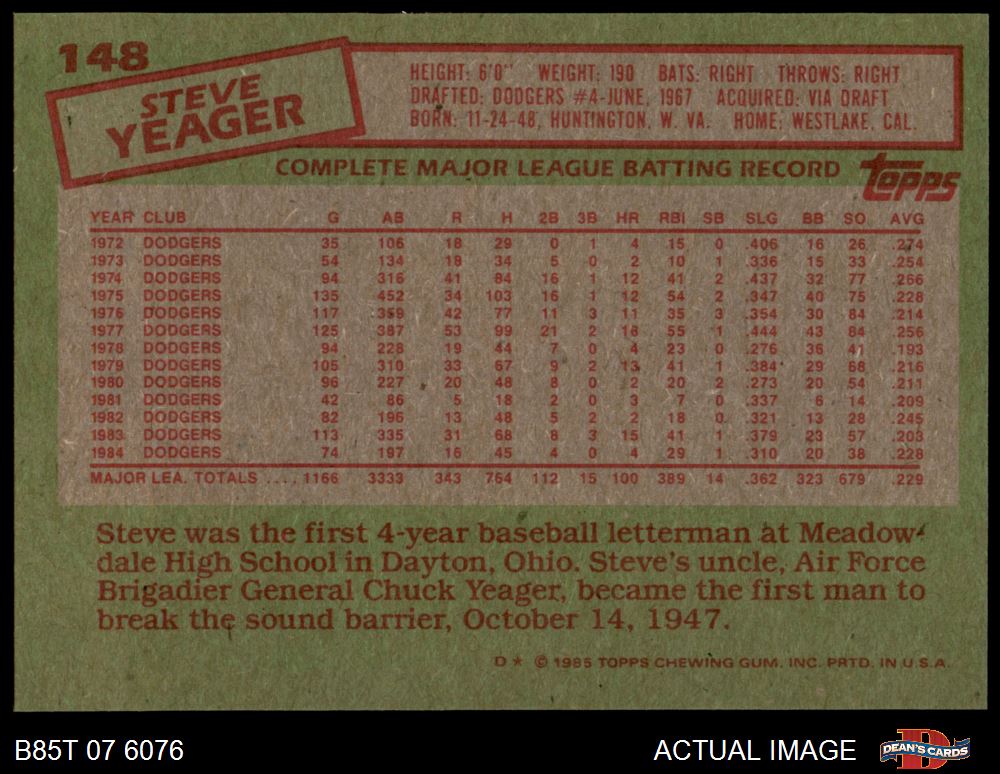 148
STEVE
YEAGER
HEIGHT: 6'0" WEIGHT: 190 BATS: RIGHT THROWS: RIGHT
DRAFTED: DODGERS #4-JUNE, 1967 ACQUIRED: VIA DRAFT
BORN: 11-24-48, HUNTINGTON, W. VA. HOME: WESTLAKE, CAL.
COMPLETE MAJOR LEAGUE BATTING RECORD
TOPPS
YEAR CLUB G AB R H 2B 3B HR RBI SB SLG BB SO AVG
1972 DODGERS 35 106 18 29 0 1 4 15 0 .406 16 26 .274
1973 DODGERS 54 134 18 34 5 0 2 10 1 .336 15 33 .254
1974 DODGERS 94 316 41 84 16 1 12 41 2 .437 32 77 .266
1975 DODGERS 135 452 34 103 16 1 12 54 2 .347 40 75 .228
1976 DODGERS 117 359 42 77 11 3 11 35 3 .354 30 84 .214
1977 DODGERS 125 387 53 99 21 2 16 55 1 .444 43 84 .256
1978 DODGERS 94 228 19 44 7 0 4 23 0 .276 36 41 .193
1979 DODGERS 105 310 33 67 9 2 13 41 1 .384 29 68 .216
1980 DODGERS 96 227 20 48 8 0 2 20 2 .273 20 54 .211
1981 DODGERS 42 86 5 18 2 0 3 7 0 .337 6 14 .209
1982 DODGERS 82 196 13 48 5 2 2 18 0 .321 13 28 .245
1983 DODGERS 113 335 31 68 8 3 15 41 1 .379 23 57 .203
1984 DODGERS 74 197 16 45 4 0 4 29 1 .310 20 38 .228
MAJOR LEA. TOTALS .... 1166 3333 343 764 112 15 100 389 14 .362 323 679 .229
Steve was the first 4-year baseball letterman at Meadow-
dale High School in Dayton, Ohio. Steve's uncle, Air Force
Brigadier General Chuck Yeager, became the first man to
break the sound barrier, October 14, 1947.
D* © 1985 TOPPS CHEWING GUM. INC. PRTD. IN U.S.A.
B85T 07 6076
ACTUAL IMAGE
DEAN'S CARDS